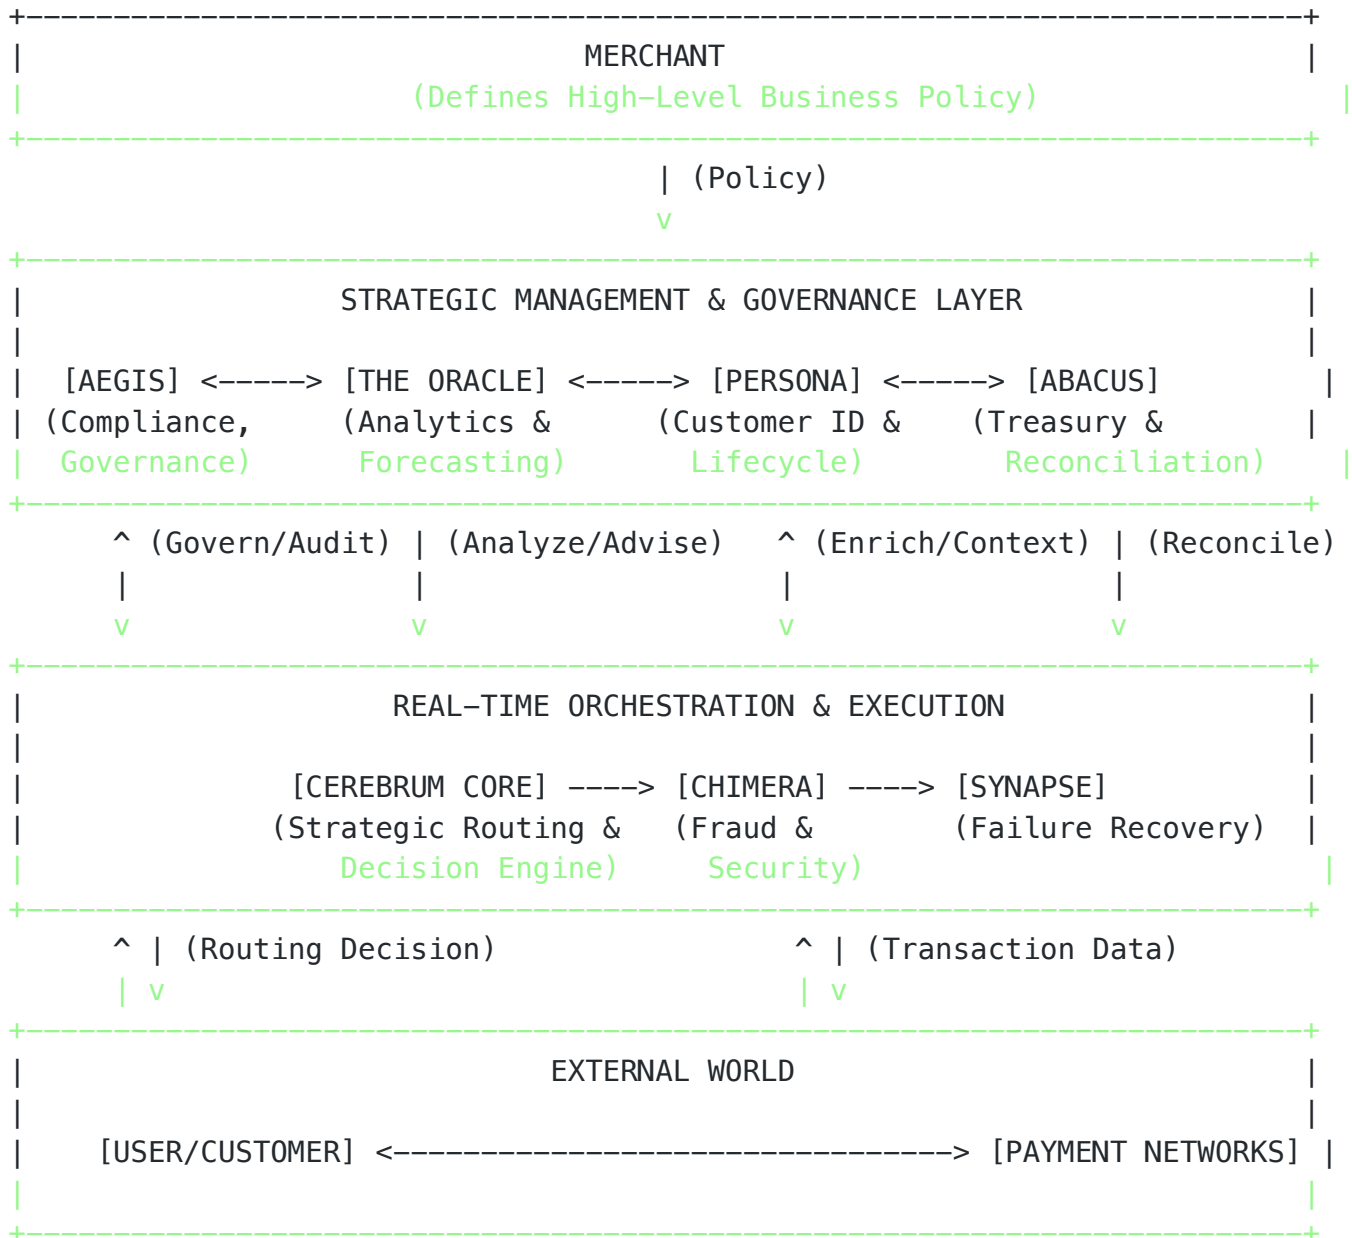 +-------------------------------------------------------------------------+
|                                MERCHANT                                 |
|                      (Defines High-Level Business Policy)                 |
+-------------------------------------------------------------------------+
                                     | (Policy)
                                     v
+-------------------------------------------------------------------------+
|                  STRATEGIC MANAGEMENT & GOVERNANCE LAYER                |
|                                                                         |
|  [AEGIS] <-----> [THE ORACLE] <-----> [PERSONA] <-----> [ABACUS]         |
| (Compliance,     (Analytics &      (Customer ID &    (Treasury &        |
|  Governance)      Forecasting)       Lifecycle)        Reconciliation)    |
+-------------------------------------------------------------------------+
      ^ (Govern/Audit) | (Analyze/Advise)   ^ (Enrich/Context) | (Reconcile)
      |                |                    |                  |
      v                v                    v                  v
+-------------------------------------------------------------------------+
|                     REAL-TIME ORCHESTRATION & EXECUTION                 |
|                                                                         |
|               [CEREBRUM CORE] ----> [CHIMERA] ----> [SYNAPSE]           |
|              (Strategic Routing &   (Fraud &        (Failure Recovery)  |
|                  Decision Engine)     Security)                          |
+-------------------------------------------------------------------------+
      ^ | (Routing Decision)                 ^ | (Transaction Data)
      | v                                    | v
+-------------------------------------------------------------------------+
|                              EXTERNAL WORLD                             |
|                                                                         |
|    [USER/CUSTOMER] <--------------------------------> [PAYMENT NETWORKS] |
|                                                                         |
+-------------------------------------------------------------------------+